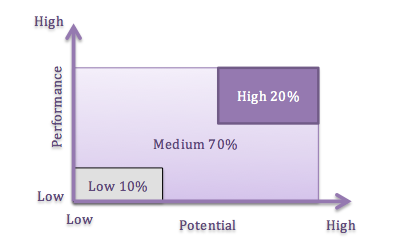 High
Performance
High 20%
Medium 70%
Low 10%
Low
Low
Potential
High